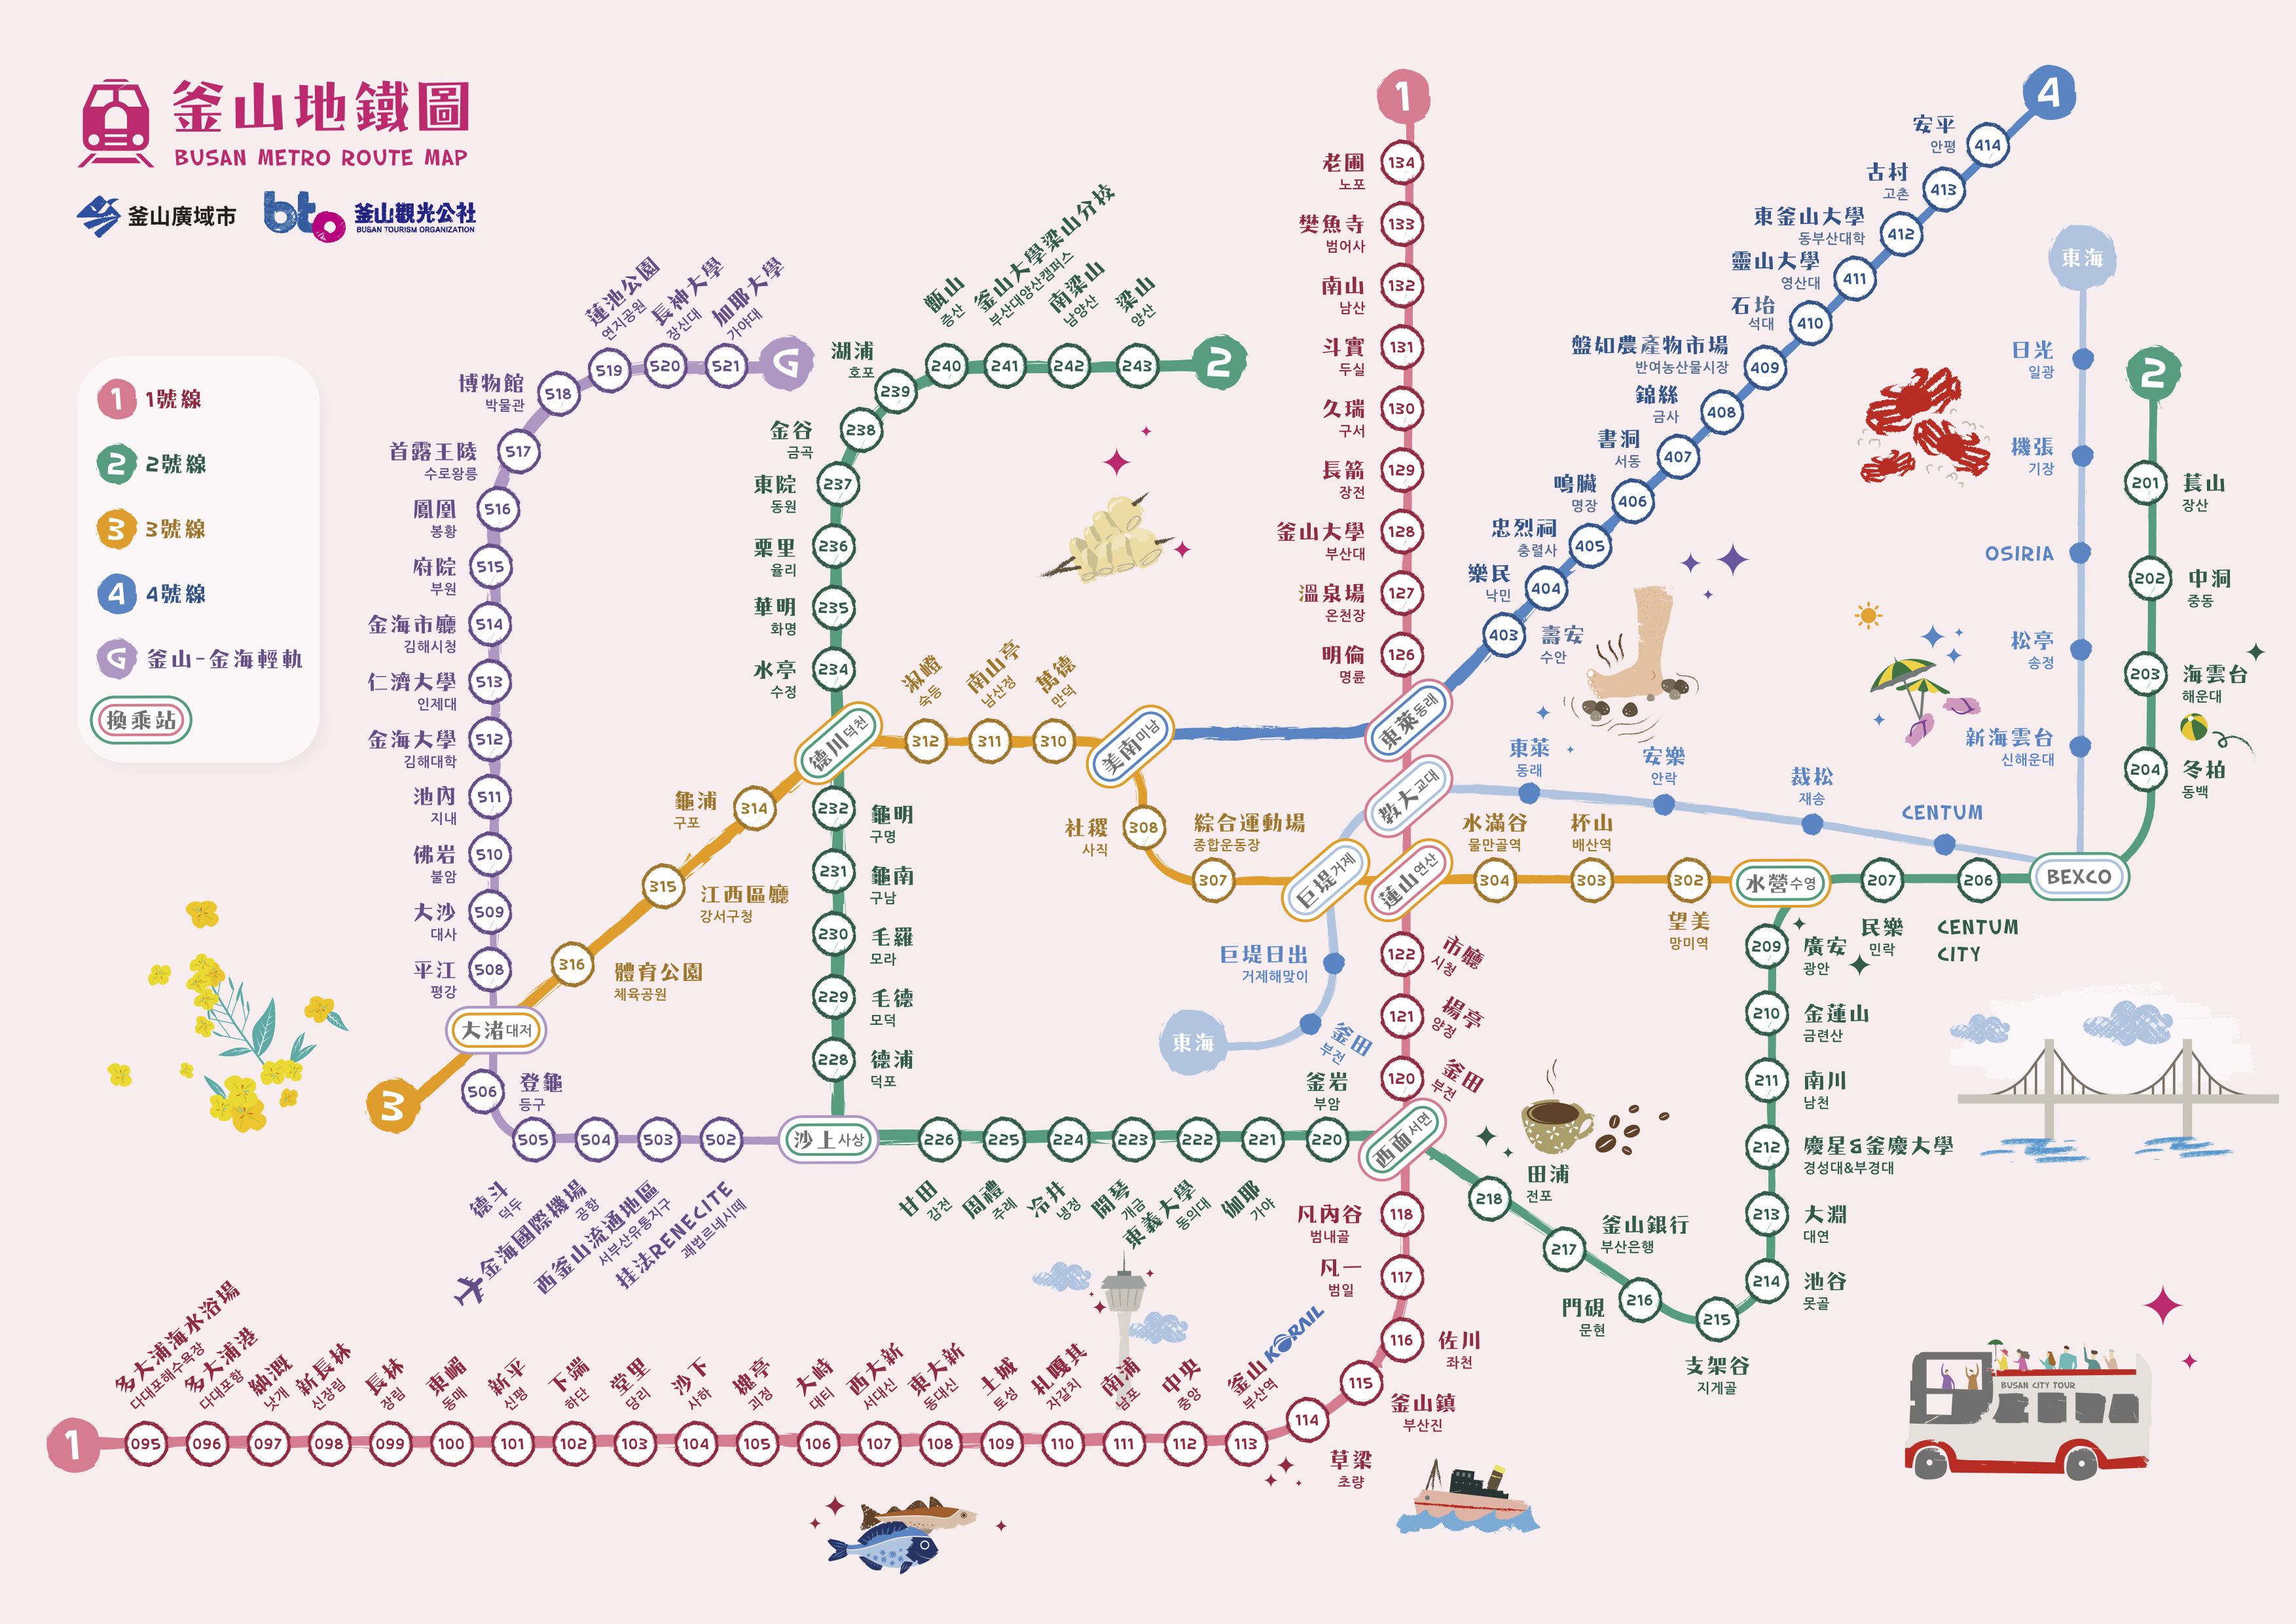 釜山地鐵圖
BUSAN METRO ROUTE MAP
釜山廣域市
bto
釜山觀光公社
BUSAN TOURISM ORGANIZATION
1
1號線
2
2號線
3
3號線
4
4號線
G
釜山-金海輕軌
換乘站
G
521
加耶大學
가야대
520
長神大學
장신대
519
蓮池公園
연지공원
518
博物館
박물관
517
首露王陵
수로왕릉
516
鳳凰
봉황
515
府院
부원
514
金海市廳
김해시청
513
仁濟大學
인제대
512
金海大學
김해대학
511
池內
지내
510
佛岩
불암
509
大沙
대사
508
平江
평강
大渚 대저
506
登龜
등구
505
德斗
덕두
504
金海國際機場
공항
503
西釜山流通地區
서부산유통지구
502
挂法RENECITE
괘법르네시떼
沙上 사상
2
243
梁山
양산
242
南梁山
남양산
241
釜山大學梁山分校
부산대양산캠퍼스
240
甑山
증산
239
湖浦
호포
238
金谷
금곡
237
東院
동원
236
栗里
율리
235
華明
화명
234
水亭
수정
德川 덕천
232
龜明
구명
231
龜南
구남
230
毛羅
모라
229
毛德
모덕
228
德浦
덕포
226
甘田
감전
225
周禮
주례
224
冷井
냉정
223
開琴
개금
222
東義大學
동의대
221
伽耶
가야
220
釜岩
부암
西面 서면
218
田浦
전포
217
釜山銀行
부산은행
216
門硯
문현
215
支架谷
지게골
214
池谷
못골
213
大淵
대연
212
慶星&釜慶大學
경성대&부경대
211
南川
남천
210
金蓮山
금련산
209
廣安
광안
水營 수영
207
民樂
민락
206
CENTUM
CITY
BEXCO
204
冬柏
동백
203
海雲台
해운대
202
中洞
중동
201
萇山
장산
2
3
316
體育公園
체육공원
315
江西區廳
강서구청
314
龜浦
구포
312
淑嶝
숙등
311
南山亭
남산정
310
萬德
만덕
美南 미남
308
社稷
사직
307
綜合運動場
종합운동장
巨堤 거제
蓮山 연산
304
水滿谷
물만골역
303
杯山
배산역
302
望美
망미역
1
134
老圃
노포
133
樊魚寺
범어사
132
南山
남산
131
斗實
두실
130
久瑞
구서
129
長箭
장전
128
釜山大學
부산대
127
溫泉場
온천장
126
明倫
명륜
東萊 동래
教大 교대
122
市廳
시청
121
楊亭
양정
120
釜田
부전
118
凡內谷
범내골
117
凡一
범일
116
佐川
좌천
115
釜山鎮
부산진
114
草梁
초량
113
釜山
부산역
KORAIL
112
中央
중앙
111
南浦
남포
110
札嘎其
자갈치
109
土城
토성
108
東大新
동대신
107
西大新
서대신
106
大峙
대티
105
槐亭
괴정
104
沙下
사하
103
堂里
당리
102
下端
하단
101
新平
신평
100
東嵋
동매
099
長林
장림
098
新長林
신장림
097
納溉
낫개
096
多大浦港
다대포항
095
多大浦海水浴場
다대포해수욕장
1
4
414
安平
안평
413
古村
고촌
412
東釜山大學
동부산대학
411
靈山大學
영산대
410
石坮
석대
409
盤如農產物市場
반여농산물시장
408
錦絲
금사
407
書洞
서동
406
鳴臟
명장
405
忠烈祠
충렬사
404
樂民
낙민
403
壽安
수안
東海
日光
일광
機張
기장
OSIRIA
松亭
송정
新海雲台
신해운대
CENTUM
裁松
재송
安樂
안락
東萊
동래
巨堤日出
거제해맞이
釜田
부전
東海
BUSAN CITY TOUR